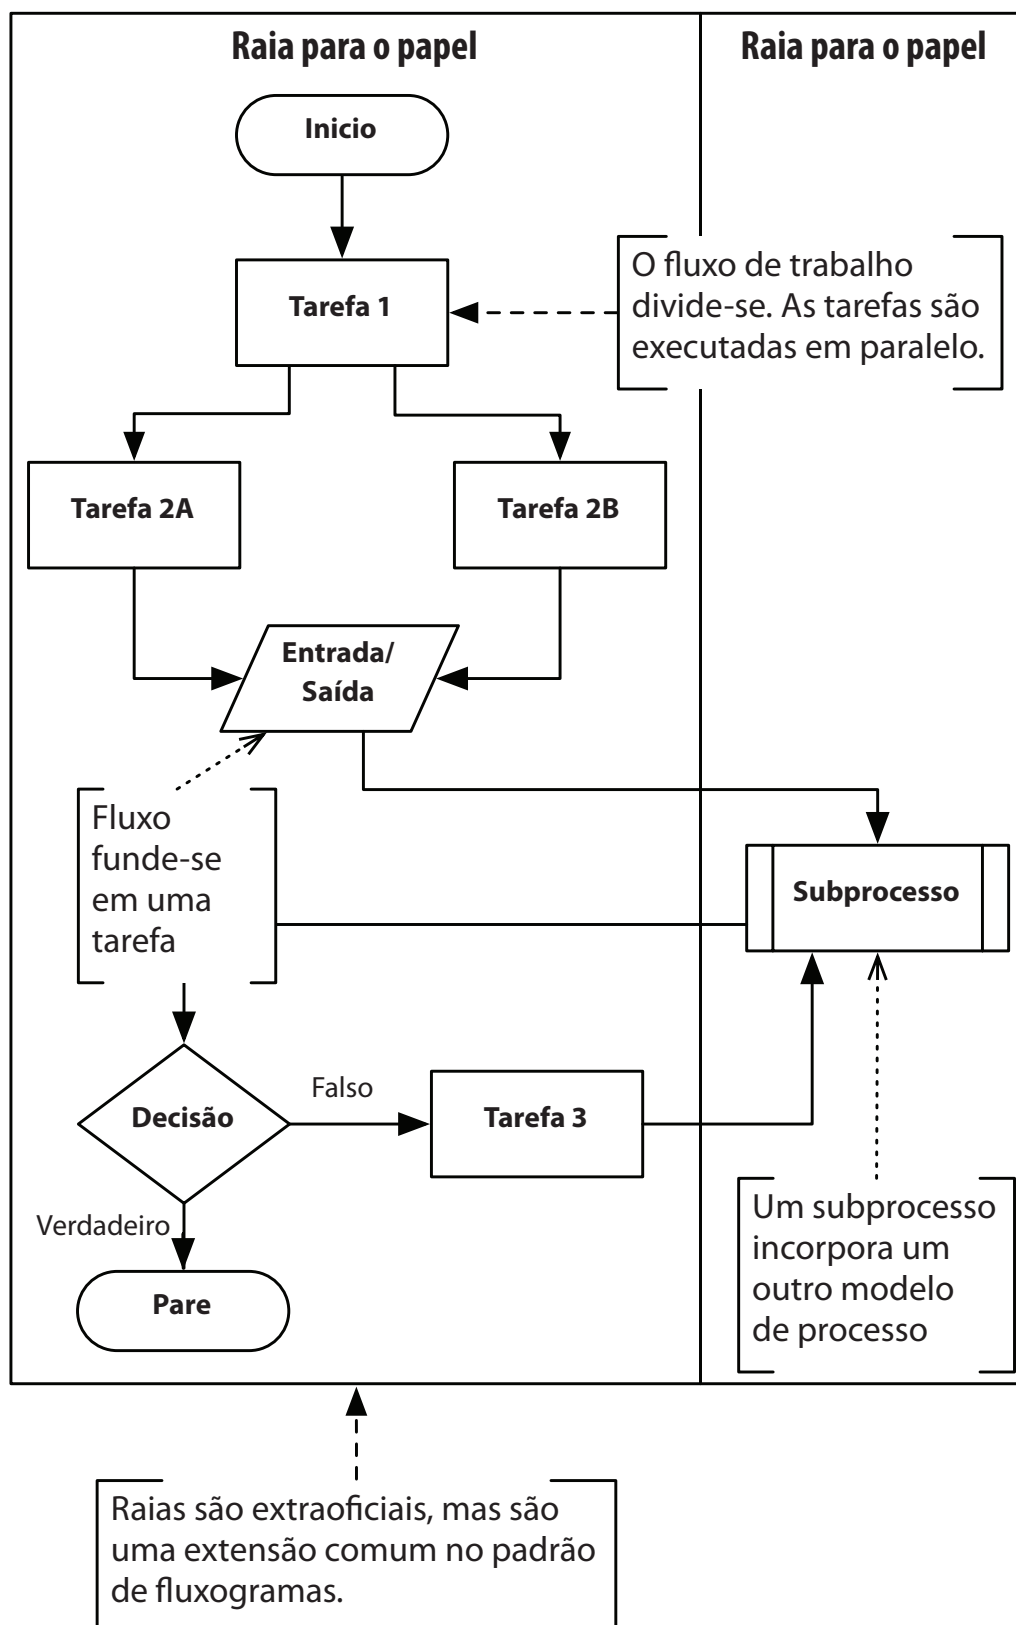 Raia para o papel
Raia para o papel
Inicio
Tarefa 1
O fluxo de trabalho
divide-se. As tarefas são
executadas em paralelo.
Tarefa 2A
Tarefa 2B
Entrada/
Saída
Fluxo
funde-se
em uma
tarefa
Subprocesso
Decisão
Falso
Tarefa 3
Verdadeiro
Pare
Um subprocesso
incorpora um
outro modelo
de processo
Raias são extraoficiais, mas são
uma extensão comum no padrão
de fluxogramas.